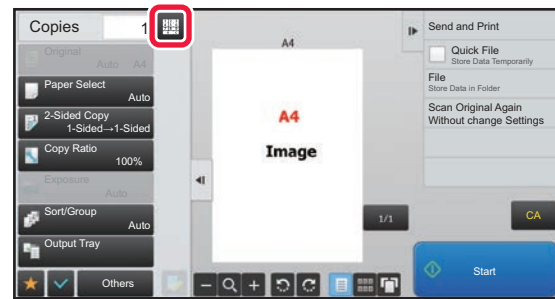 Copies 1
Original
Auto A4
Paper Select
Auto
2-Sided Copy
1-Sided→1-Sided
Copy Ratio
100%
Exposure
Auto
Sort/Group
Auto
Output Tray
Others
A4
A4
Image
1/1
Send and Print
Quick File
Store Data Temporarily
File
Store Data in Folder
Scan Original Again
Without change Settings
CA
Start